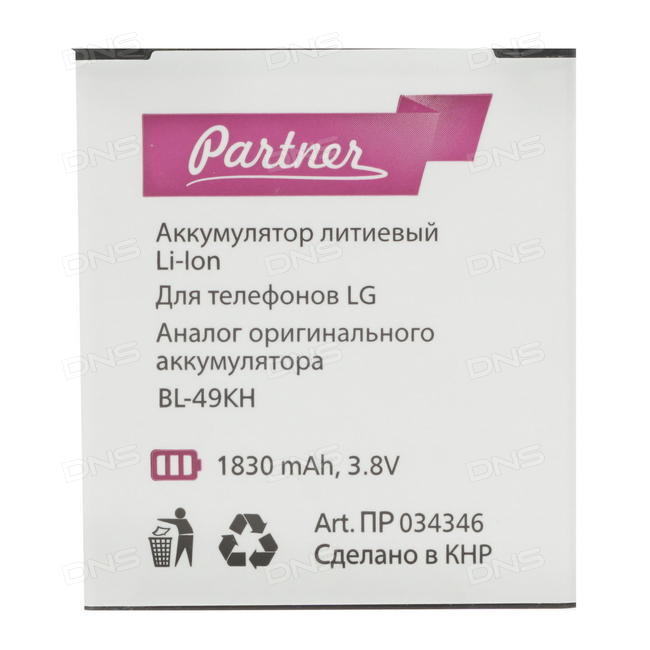 Partner
Аккумулятор литиевый
Li-Ion
Для телефонов LG
Аналог оригинального
аккумулятора
BL-49KH
1830 mAh, 3.8V
Art. ПР 034346
Сделано в КНР
DNS